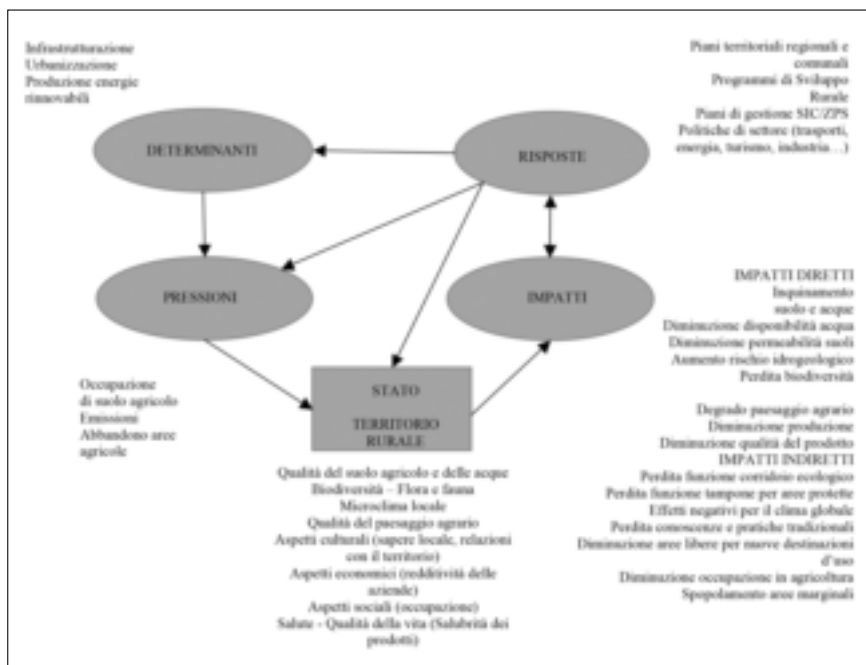 Infrastrutturazione
Urbanizzazione
Produzione energie
rinnovabili
Piani territoriali regionali e
comunali
Programmi di Sviluppo
Rurale
Piani di gestione SIC/ZPS
Politiche di settore (trasporti,
energia, turismo, industria…)
DETERMINANTI
RISPOSTE
PRESSIONI
IMPATTI
Occupazione
di suolo agricolo
Emissioni
Abbandono aree
agricole
STATO
TERRITORIO
RURALE
Qualità del suolo agricolo e delle acque
Biodiversità – Flora e fauna
Microclima locale
Qualità del paesaggio agrario
Aspetti culturali (sapere locale, relazioni
con il territorio)
Aspetti economici (redditività delle
aziende)
Aspetti sociali (occupazione)
Salute - Qualità della vita (Salubrità dei
prodotti)
IMPATTI DIRETTI
Inquinamento
suolo e acque
Diminuzione disponibilità acqua
Diminuzione permeabilità suoli
Aumento rischio idrogeologico
Perdita biodiversità
Degrado paesaggio agrario
Diminuzione produzione
Diminuzione qualità del prodotto
IMPATTI INDIRETTI
Perdita funzione corridoio ecologico
Perdita funzione tampone per aree protette
Effetti negativi per il clima globale
Perdita conoscenze e pratiche tradizionali
Diminuzione aree libere per nuove destinazioni
d'uso
Diminuzione occupazione in agricoltura
Spopolamento aree marginali